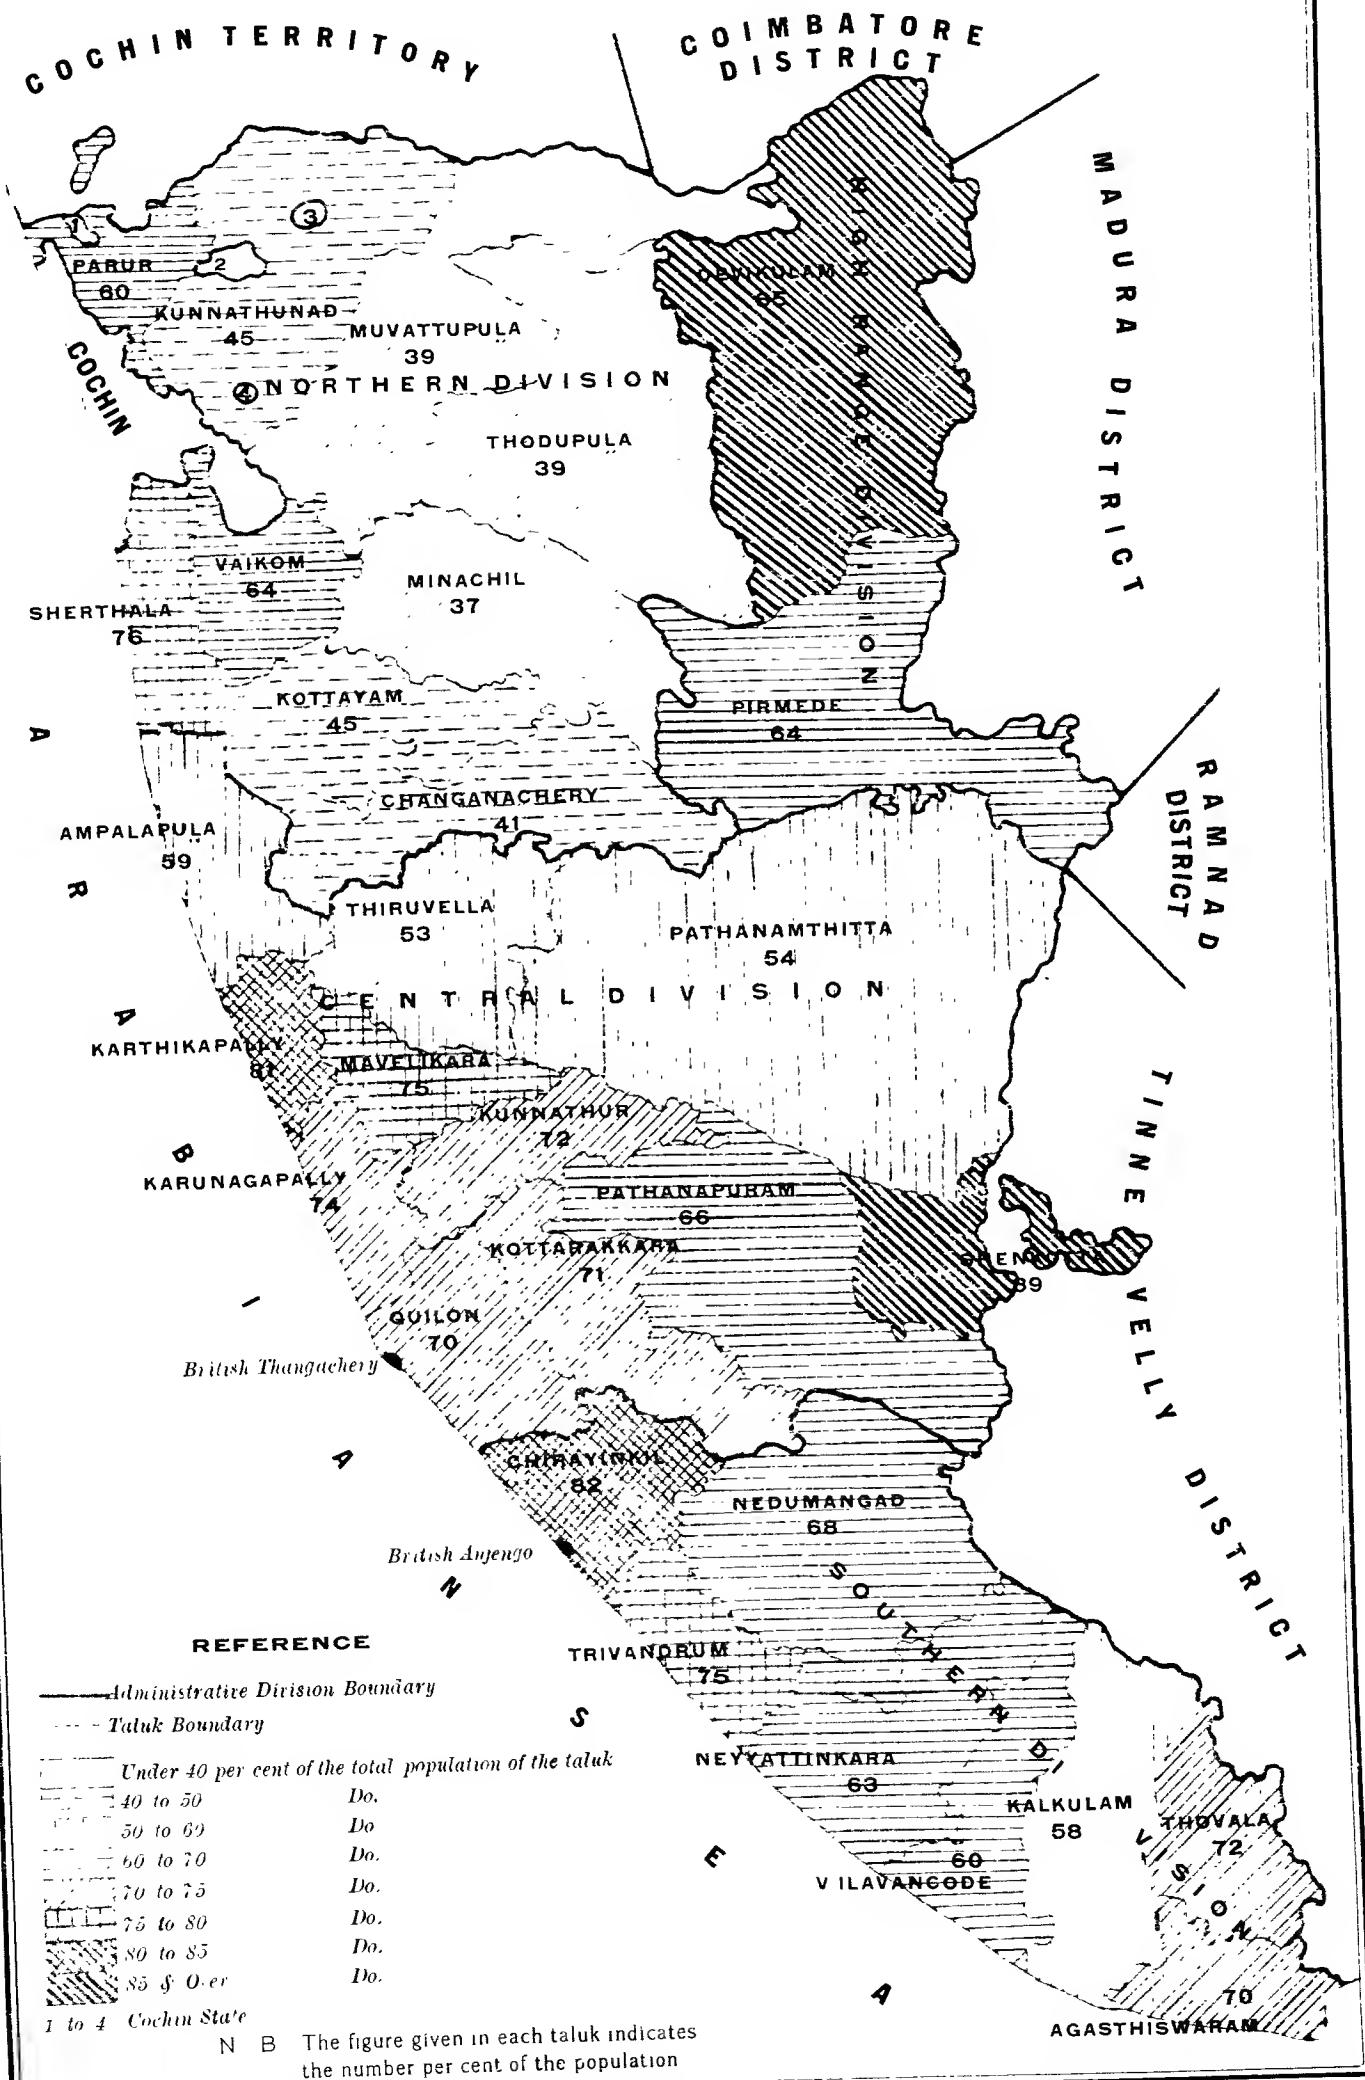 COCHIN TERRITORY
COIMBATORE
DISTRICT
MADURA DISTRICT
RAMNAD
DISTRICT
TINNEVELLY DISTRICT
COCHIN
ARABIAN SEA
HIGH RANGE DIVISION
NORTHERN DIVISION
CENTRAL DIVISION
SOUTHERN DIVISION
1
2
3
4
PARUR
60
KUNNATHUNAD
45
MUVATTUPULA
39
DEVIKULAM
THODUPULA
39
VAIKOM
64
MINACHIL
37
SHERTHALA
76
KOTTAYAM
45
PIRMEDE
64
CHANGANACHERY
41
AMPALAPULA
59
THIRUVELLA
53
PATHANAMTHITTA
54
KARTHIKAPALLY
81
MAVELIKARA
75
KUNNATHUR
72
KARUNAGAPALLY
74
PATHANAPURAM
66
KOTTARAKKARA
71
SHENKOTTA
89
QUILON
70
British Thangachery
CHIRAYINKIL
82
NEDUMANGAD
68
British Anjengo
TRIVANDRUM
75
NEYYATTINKARA
63
KALKULAM
58
THOVALA
72
60
VILAVANCODE
70
AGASTHISWARAM
REFERENCE
Administrative Division Boundary
Taluk Boundary
Under 40 per cent of the total population of the taluk
40 to 50 Do.
50 to 60 Do
60 to 70 Do.
70 to 75 Do.
75 to 80 Do.
80 to 85 Do.
85 & Over Do.
1 to 4 Cochin State
N B The figure given in each taluk indicates
the number per cent of the population